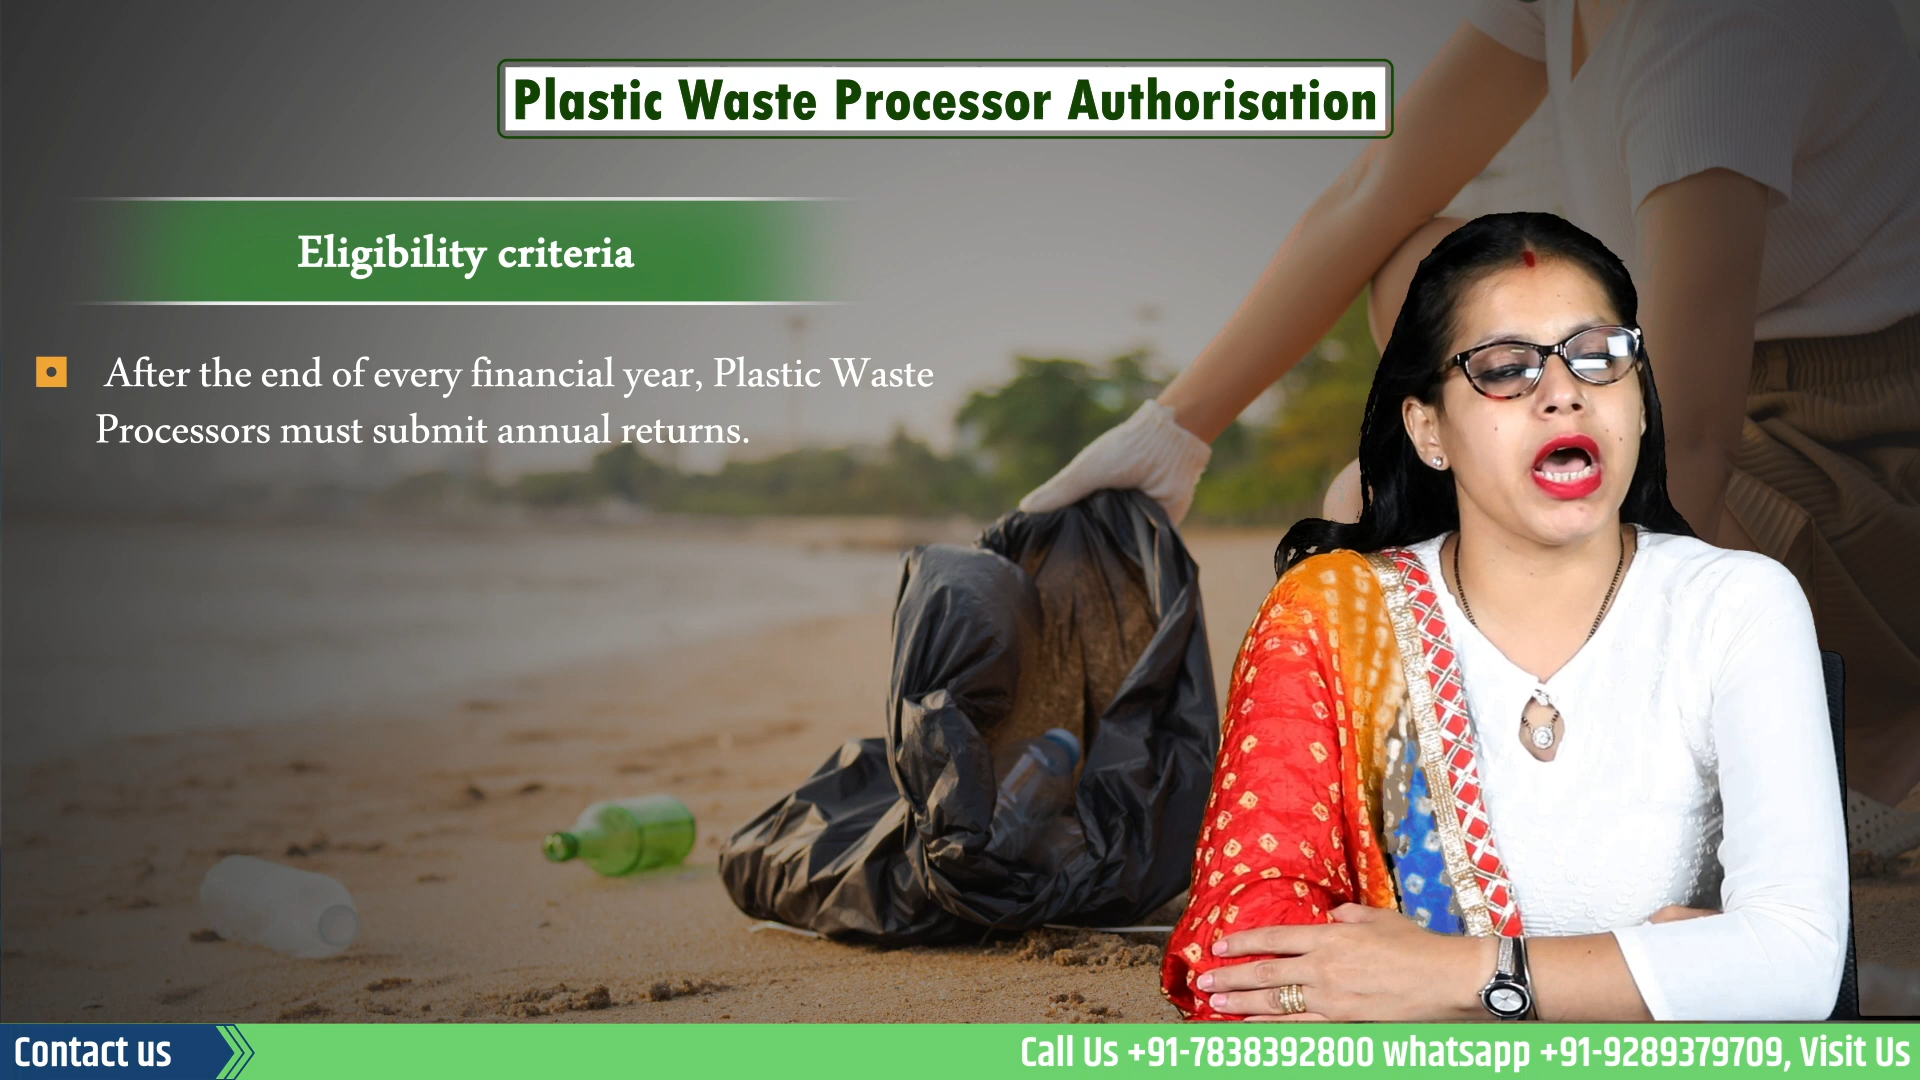 Plastic Waste Processor Authorisation
Eligibility criteria
After the end of every financial year, Plastic Waste
Processors must submit annual returns.
Contact us
Call Us +91-7838392800 whatsapp +91-9289379709, Visit Us